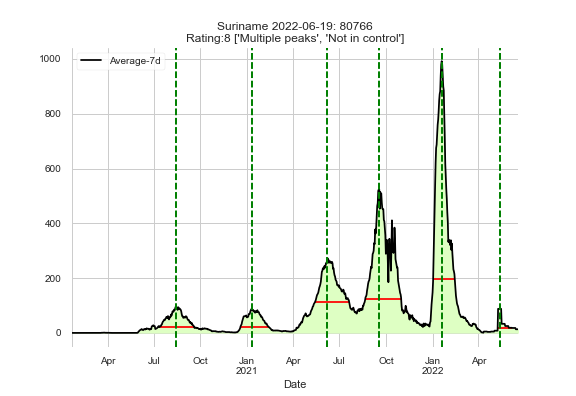 Suriname 2022-06-19: 80766
Rating:8 ['Multiple peaks', 'Not in control']
Average-7d
1000
800
600
400
200
0
Apr Jul Oct Jan Apr Jul Oct Jan Apr
2021 2022
Date